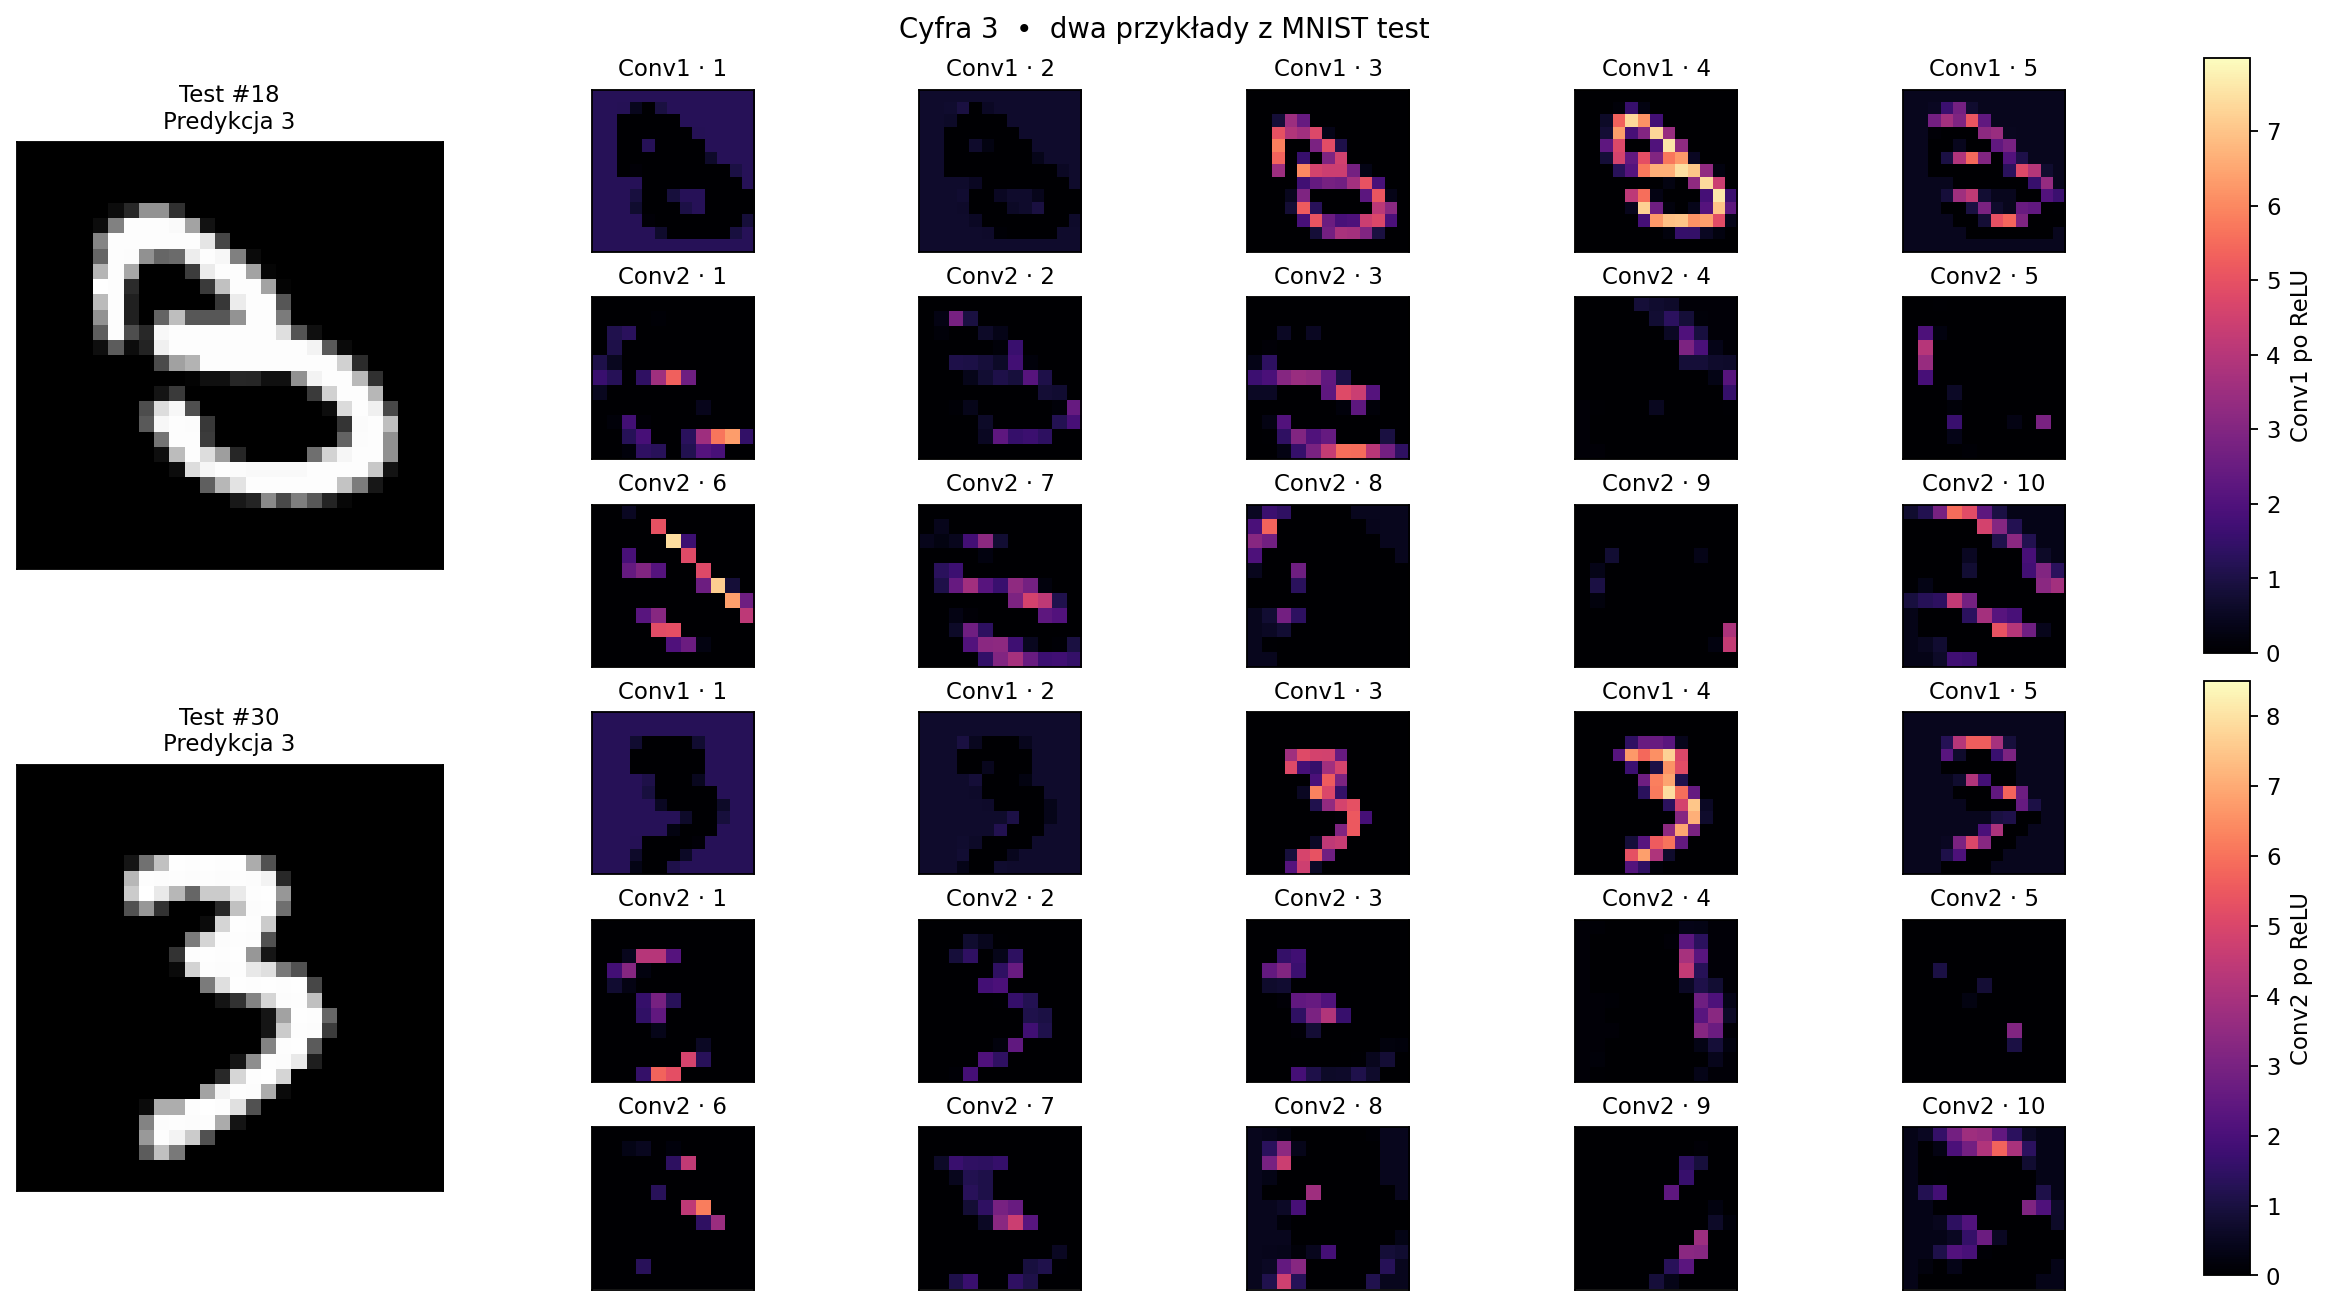 Cyfra 3 • dwa przykłady z MNIST test
Test #18
Predykcja 3
Conv1 · 1 Conv1 · 2 Conv1 · 3 Conv1 · 4 Conv1 · 5
Conv2 · 1 Conv2 · 2 Conv2 · 3 Conv2 · 4 Conv2 · 5
Conv2 · 6 Conv2 · 7 Conv2 · 8 Conv2 · 9 Conv2 · 10
7
6
5
4
3
2
1
0
Conv1 po ReLU
Test #30
Predykcja 3
Conv1 · 1 Conv1 · 2 Conv1 · 3 Conv1 · 4 Conv1 · 5
Conv2 · 1 Conv2 · 2 Conv2 · 3 Conv2 · 4 Conv2 · 5
Conv2 · 6 Conv2 · 7 Conv2 · 8 Conv2 · 9 Conv2 · 10
8
7
6
5
4
3
2
1
0
Conv2 po ReLU